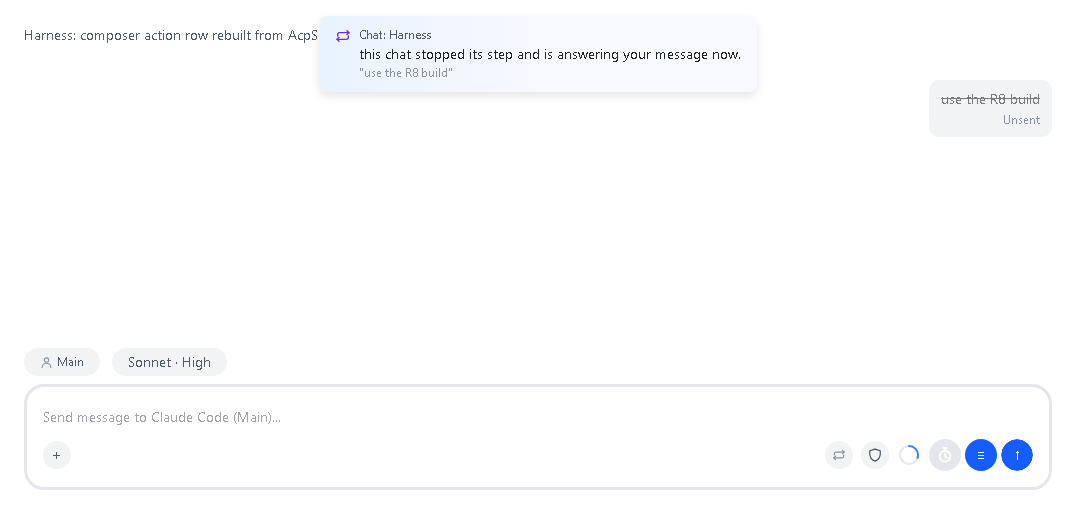 Harness: composer action row rebuilt from AcpS
Chat: Harness
this chat stopped its step and is answering your message now.
"use the R8 build"
use the R8 build
Unsent
Main
Sonnet · High
Send message to Claude Code (Main)...